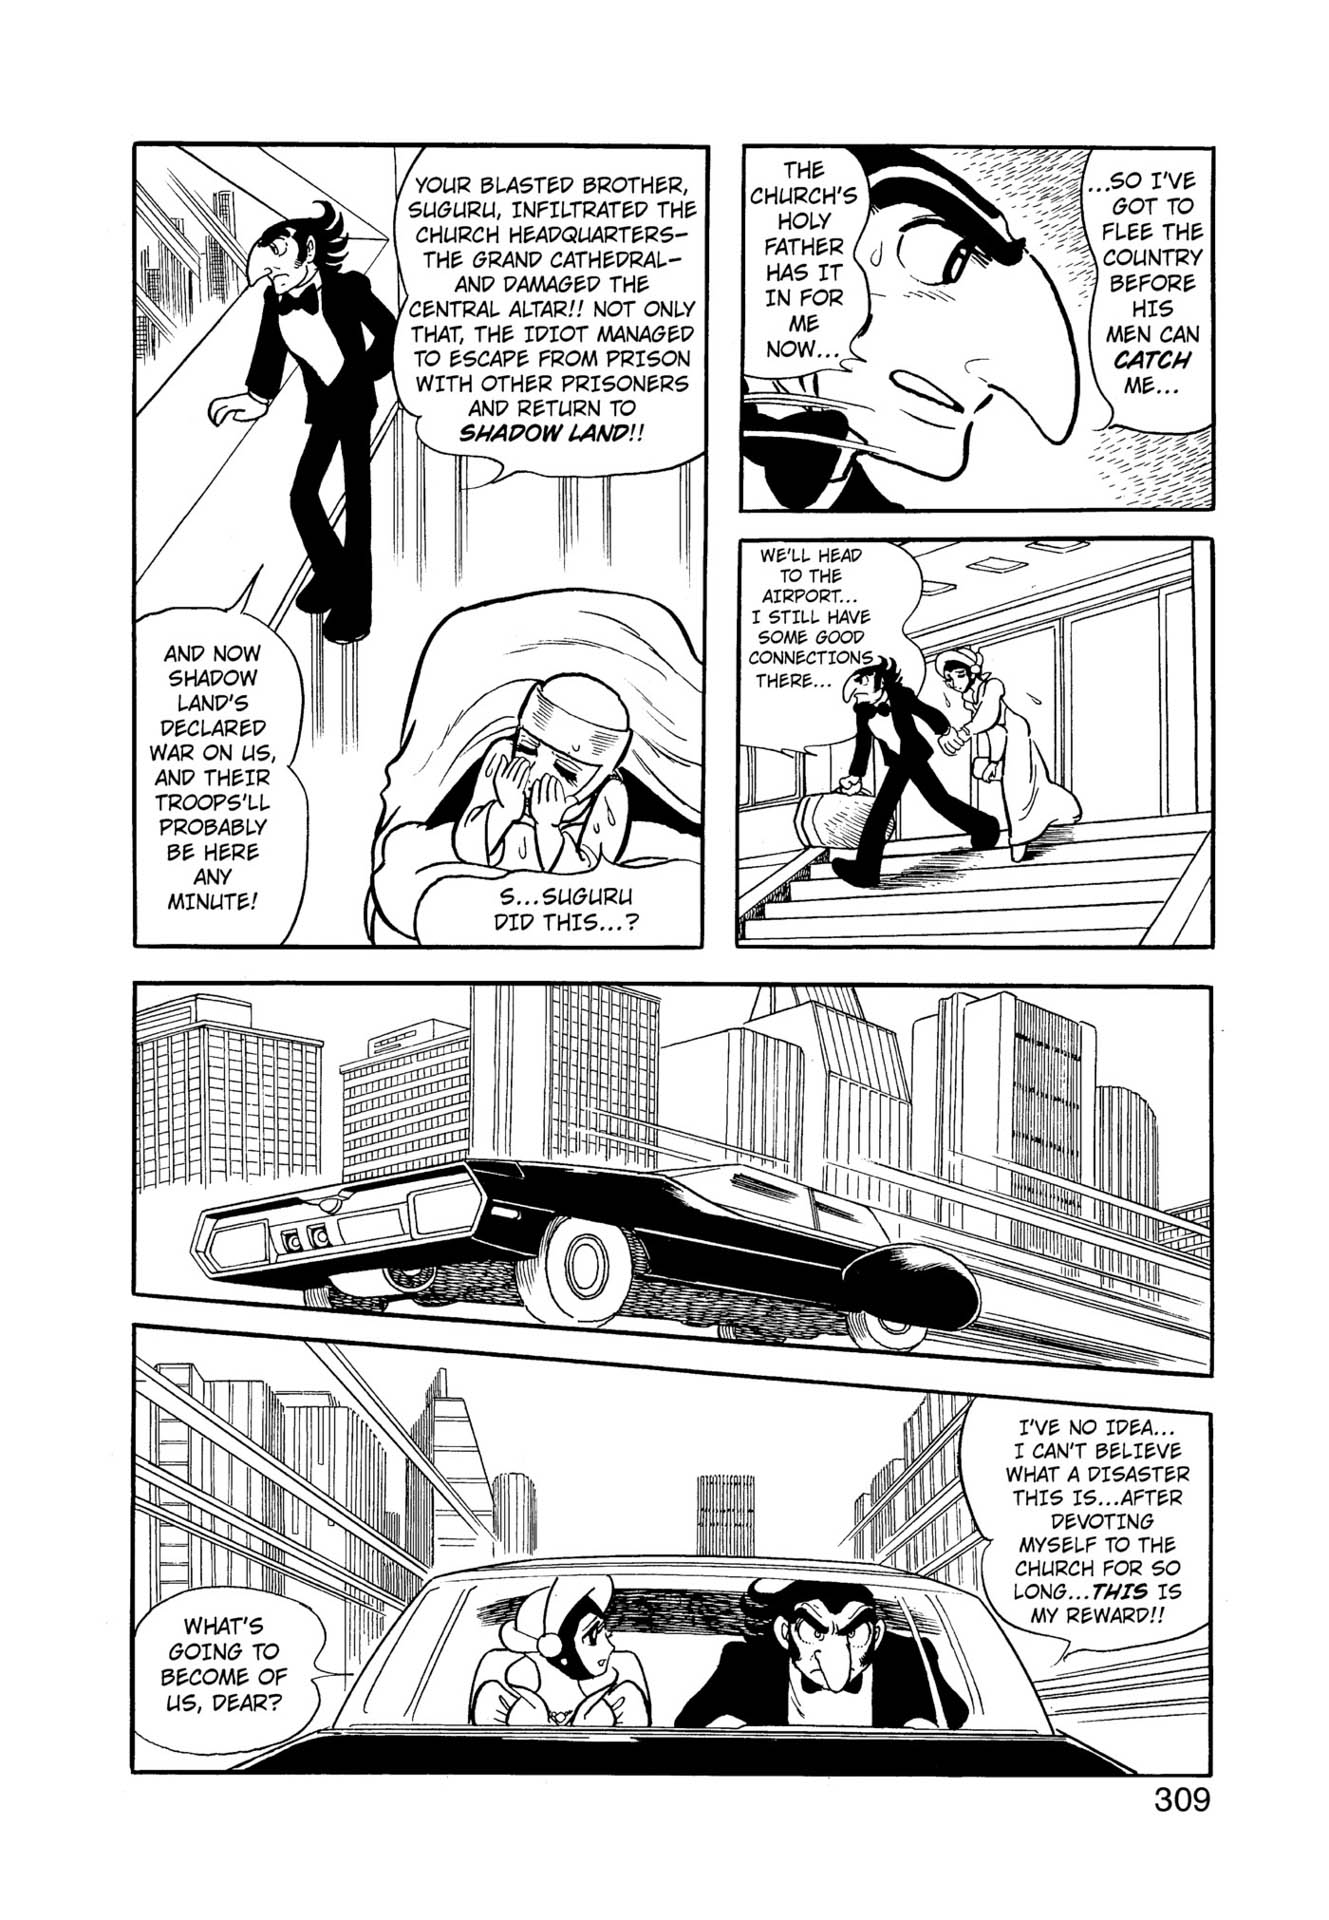 YOUR BLASTED BROTHER,
SUGURU, INFILTRATED THE
CHURCH HEADQUARTERS–
THE GRAND CATHEDRAL–
AND DAMAGED THE
CENTRAL ALTAR!! NOT ONLY
THAT, THE IDIOT MANAGED
TO ESCAPE FROM PRISON
WITH OTHER PRISONERS
AND RETURN TO
SHADOW LAND!!
AND NOW
SHADOW
LAND'S
DECLARED
WAR ON US,
AND THEIR
TROOPS'LL
PROBABLY
BE HERE
ANY
MINUTE!
S...SUGURU
DID THIS...?
THE
CHURCH'S
HOLY
FATHER
HAS IT
IN FOR
ME
NOW...
...SO I'VE
GOT TO
FLEE THE
COUNTRY
BEFORE
HIS
MEN CAN
CATCH
ME...
WE'LL HEAD
TO THE
AIRPORT...
I STILL HAVE
SOME GOOD
CONNECTIONS
THERE...
WHAT'S
GOING TO
BECOME OF
US, DEAR?
I'VE NO IDEA...
I CAN'T BELIEVE
WHAT A DISASTER
THIS IS...AFTER
DEVOTING
MYSELF TO THE
CHURCH FOR SO
LONG...THIS IS
MY REWARD!!
309